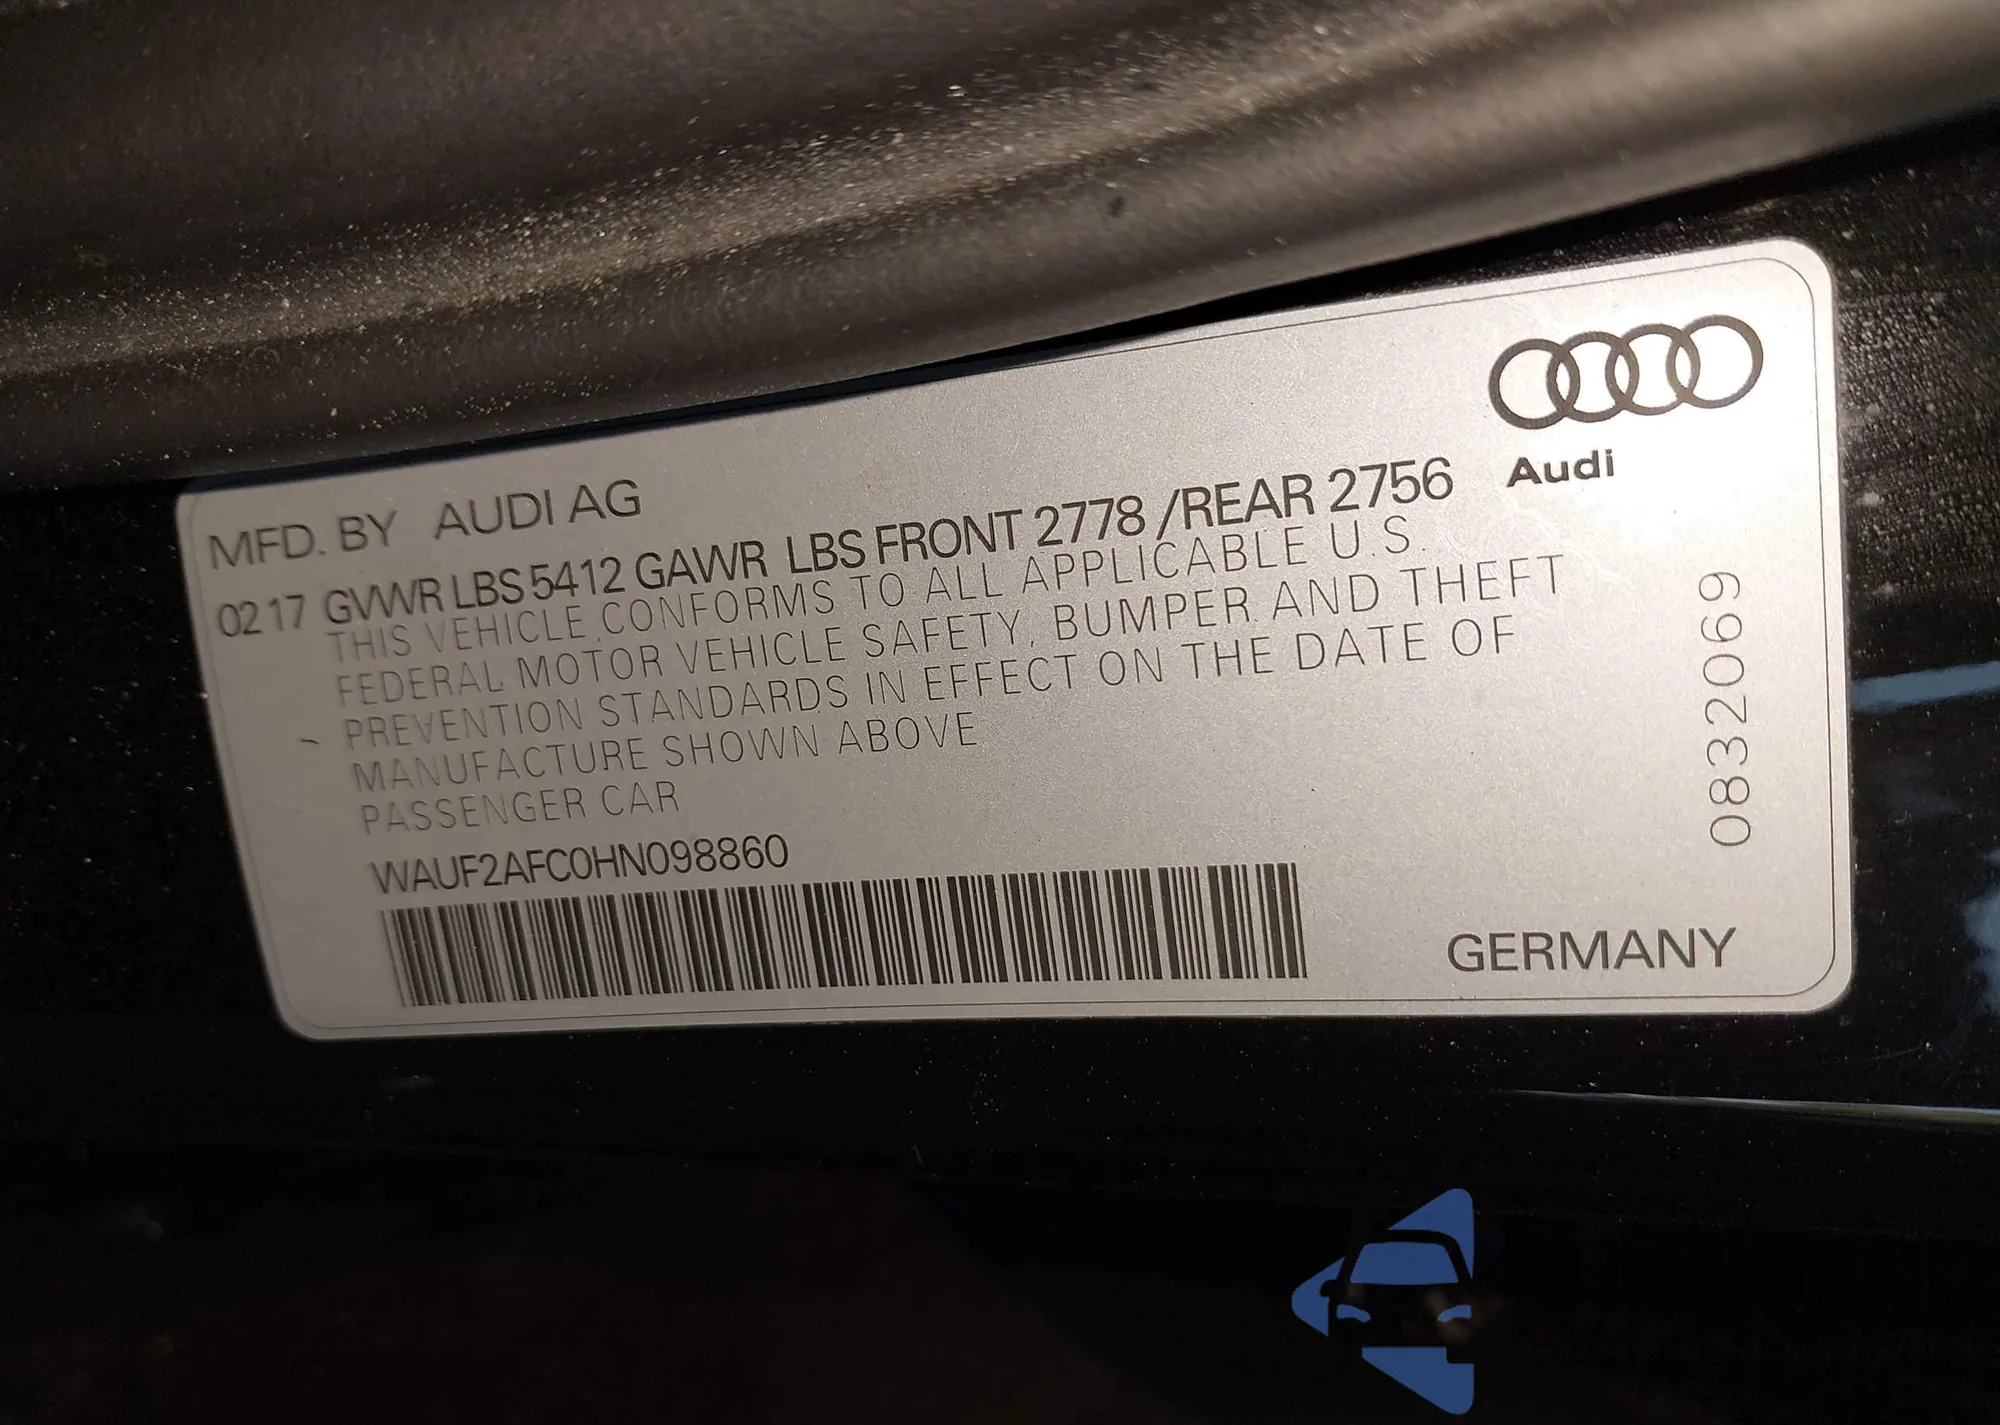 MFD. BY AUDI AG
02 17 GVWR LBS 5412 GAWR LBS FRONT 2778 /REAR 2756
THIS VEHICLE CONFORMS TO ALL APPLICABLE U.S.
FEDERAL MOTOR VEHICLE SAFETY, BUMPER AND THEFT
PREVENTION STANDARDS IN EFFECT ON THE DATE OF
MANUFACTURE SHOWN ABOVE
PASSENGER CAR
WAUF2AFC0HN098860
Audi
0832069
GERMANY